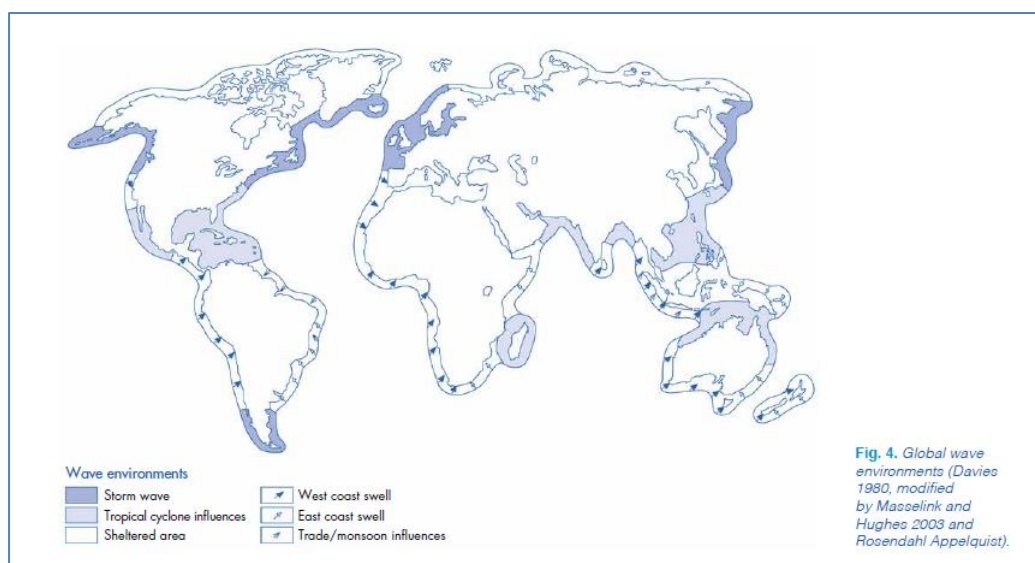 Wave environments
Storm wave
Tropical cyclone influences
Sheltered area
West coast swell
East coast swell
Trade/monsoon influences
Fig. 4. Global wave
environments (Davies
1980, modified
by Masselink and
Hughes 2003 and
Rosendahl Appelquist).